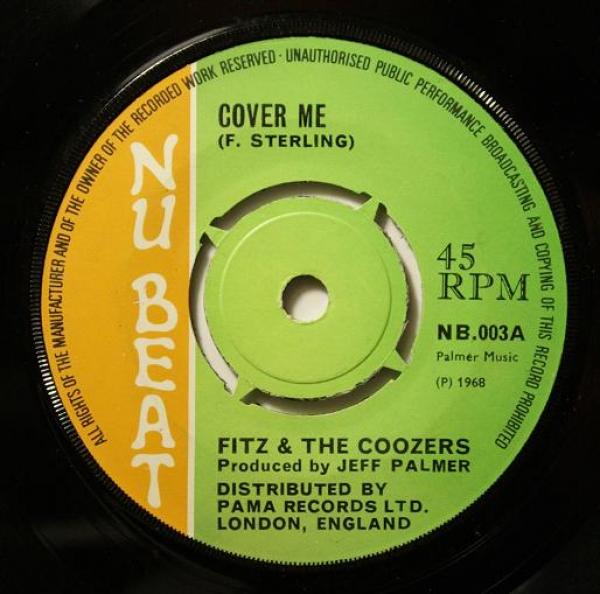 ALL RIGHTS OF THE MANUFACTURER AND OF THE OWNER OF THE RECORDED WORK RESERVED · UNAUTHORISED PUBLIC PERFORMANCE BROADCASTING AND COPYING OF THIS RECORD PROHIBITED
NU BEAT
COVER ME
(F. STERLING)
45
RPM
NB.003A
Palmer Music
(P) 1968
FITZ & THE COOZERS
Produced by JEFF PALMER
DISTRIBUTED BY
PAMA RECORDS LTD.
LONDON, ENGLAND